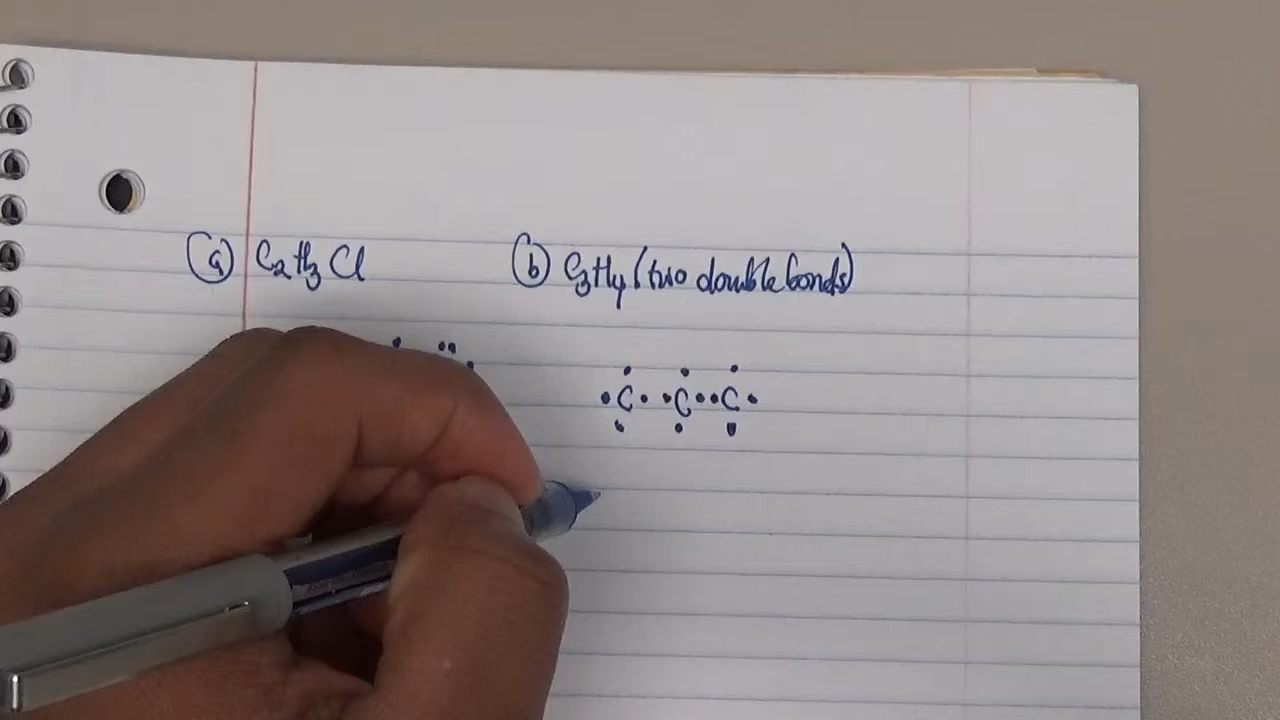 (a) C₂H₃Cl
(b) C₃H₄ (two double bonds)
C C C